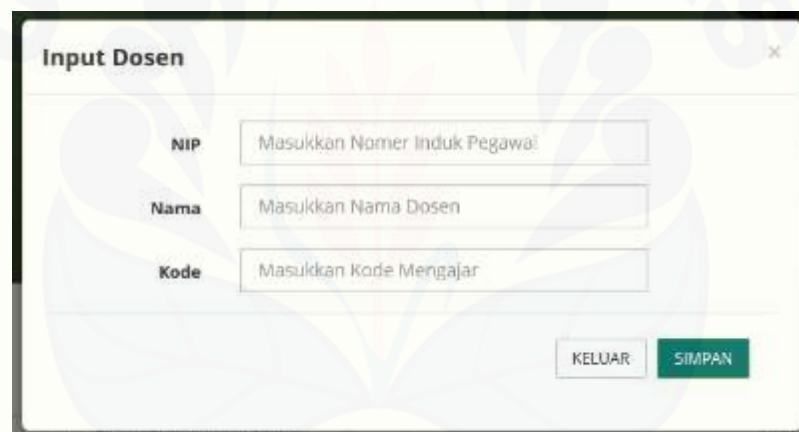 Input Dosen
×
NIP Masukkan Nomer Induk Pegawai
Nama Masukkan Nama Dosen
Kode Masukkan Kode Mengajar
KELUAR SIMPAN